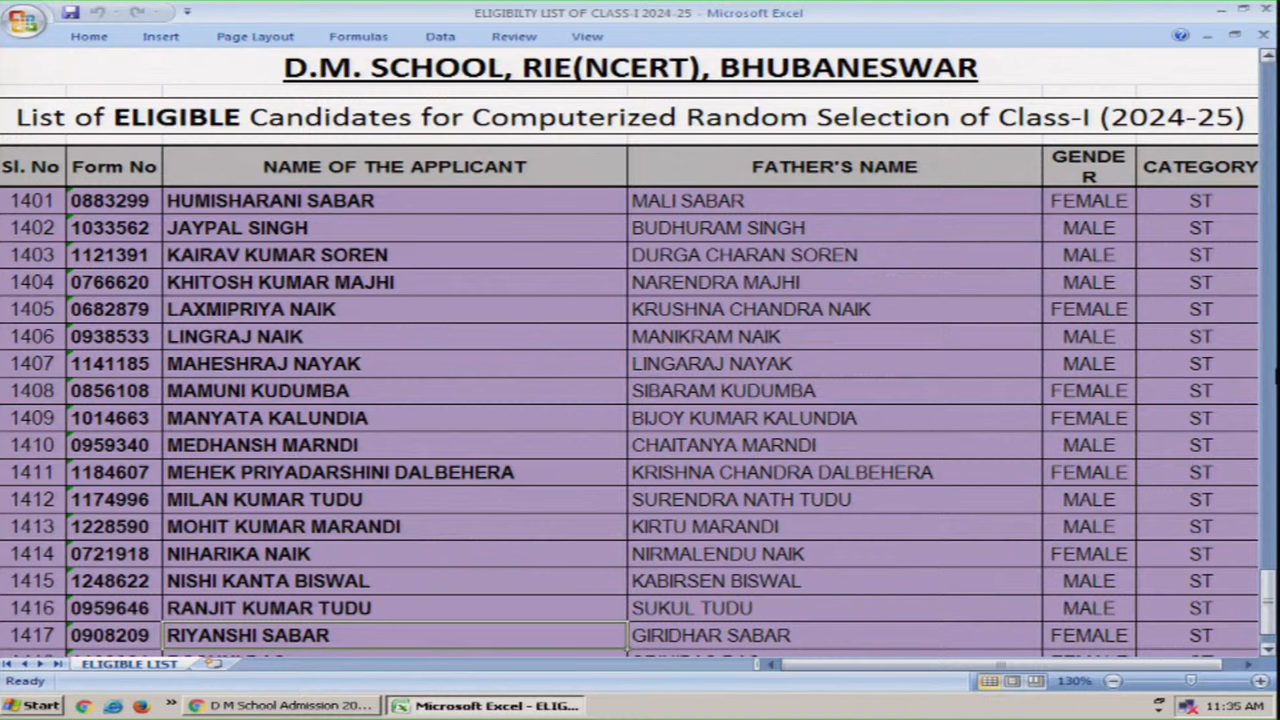 ELIGIBILTY LIST OF CLASS-I 2024-25 - Microsoft Excel
Home Insert Page Layout Formulas Data Review View
D.M. SCHOOL, RIE(NCERT), BHUBANESWAR
List of ELIGIBLE Candidates for Computerized Random Selection of Class-I (2024-25)
Sl. No Form No NAME OF THE APPLICANT FATHER'S NAME GENDER CATEGORY
1401 0883299 HUMISHARANI SABAR MALI SABAR FEMALE ST
1402 1033562 JAYPAL SINGH BUDHURAM SINGH MALE ST
1403 1121391 KAIRAV KUMAR SOREN DURGA CHARAN SOREN MALE ST
1404 0766620 KHITOSH KUMAR MAJHI NARENDRA MAJHI MALE ST
1405 0682879 LAXMIPRIYA NAIK KRUSHNA CHANDRA NAIK FEMALE ST
1406 0938533 LINGRAJ NAIK MANIKRAM NAIK MALE ST
1407 1141185 MAHESHRAJ NAYAK LINGARAJ NAYAK MALE ST
1408 0856108 MAMUNI KUDUMBA SIBARAM KUDUMBA FEMALE ST
1409 1014663 MANYATA KALUNDIA BIJOY KUMAR KALUNDIA FEMALE ST
1410 0959340 MEDHANSH MARNDI CHAITANYA MARNDI MALE ST
1411 1184607 MEHEK PRIYADARSHINI DALBEHERA KRISHNA CHANDRA DALBEHERA FEMALE ST
1412 1174996 MILAN KUMAR TUDU SURENDRA NATH TUDU MALE ST
1413 1228590 MOHIT KUMAR MARANDI KIRTU MARANDI MALE ST
1414 0721918 NIHARIKA NAIK NIRMALENDU NAIK FEMALE ST
1415 1248622 NISHI KANTA BISWAL KABIRSEN BISWAL MALE ST
1416 0959646 RANJIT KUMAR TUDU SUKUL TUDU MALE ST
1417 0908209 RIYANSHI SABAR GIRIDHAR SABAR FEMALE ST
ELIGIBLE LIST
Ready 130%
Start D M School Admission 20... Microsoft Excel - ELIG... 11:35 AM